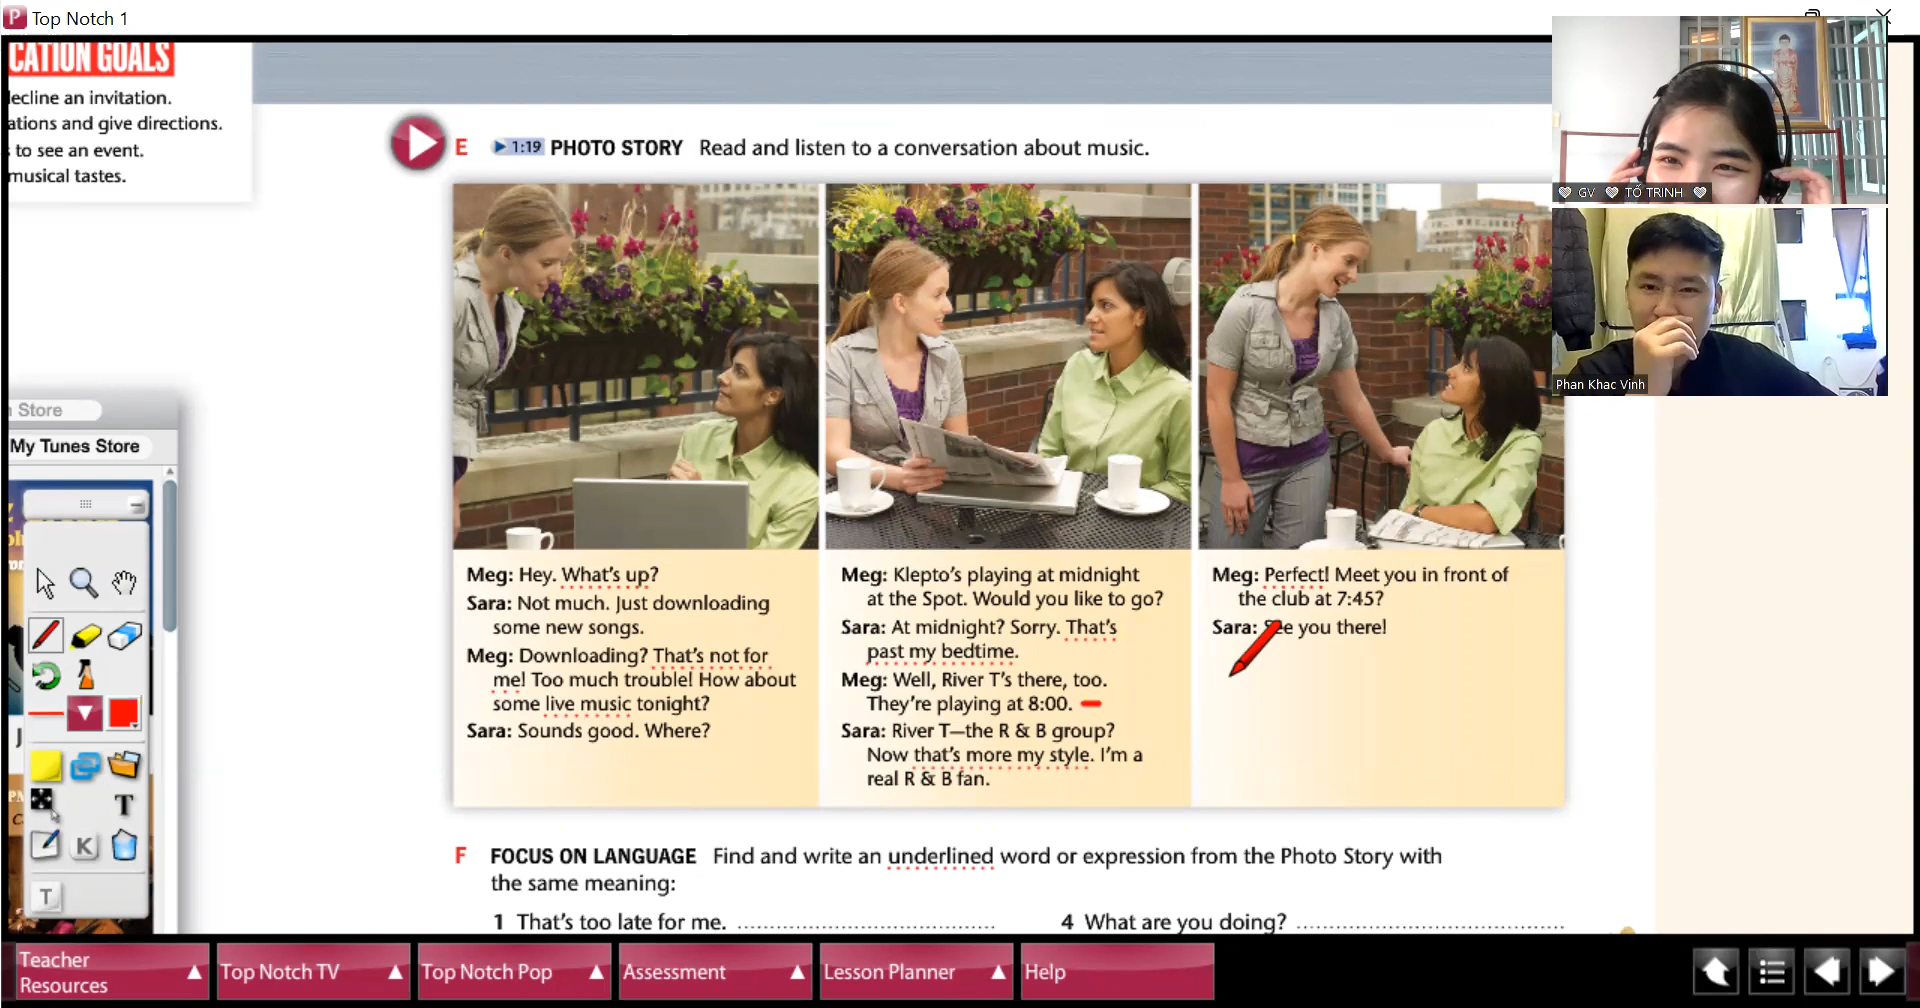 Top Notch 1
CATION GOALS
decline an invitation.
ations and give directions.
s to see an event.
musical tastes.
E 1:19 PHOTO STORY Read and listen to a conversation about music.
GV TỐ TRINH
Phan Khac Vinh
Meg: Hey. What's up?
Sara: Not much. Just downloading
some new songs.
Meg: Downloading? That's not for
me! Too much trouble! How about
some live music tonight?
Sara: Sounds good. Where?
Meg: Klepto's playing at midnight
at the Spot. Would you like to go?
Sara: At midnight? Sorry. That's
past my bedtime.
Meg: Well, River T's there, too.
They're playing at 8:00.
Sara: River T—the R & B group?
Now that's more my style. I'm a
real R & B fan.
Meg: Perfect! Meet you in front of
the club at 7:45?
Sara: See you there!
Store
My Tunes Store
T
K
T
F FOCUS ON LANGUAGE Find and write an underlined word or expression from the Photo Story with
the same meaning:
1 That's too late for me.
4 What are you doing?
Teacher
Resources
Top Notch TV
Top Notch Pop
Assessment
Lesson Planner
Help